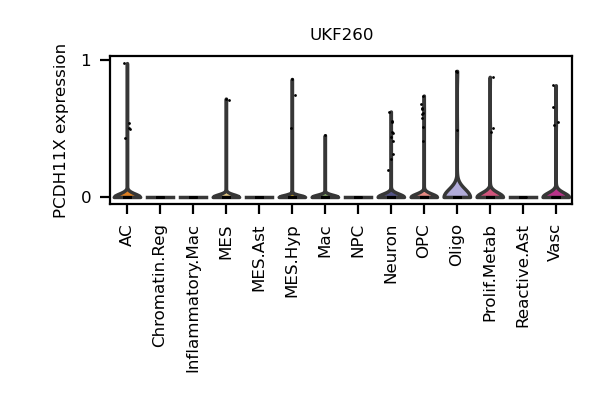 UKF260
PCDH11X expression
1
0
AC
Chromatin.Reg
Inflammatory.Mac
MES
MES.Ast
MES.Hyp
Mac
NPC
Neuron
OPC
Oligo
Prolif.Metab
Reactive.Ast
Vasc